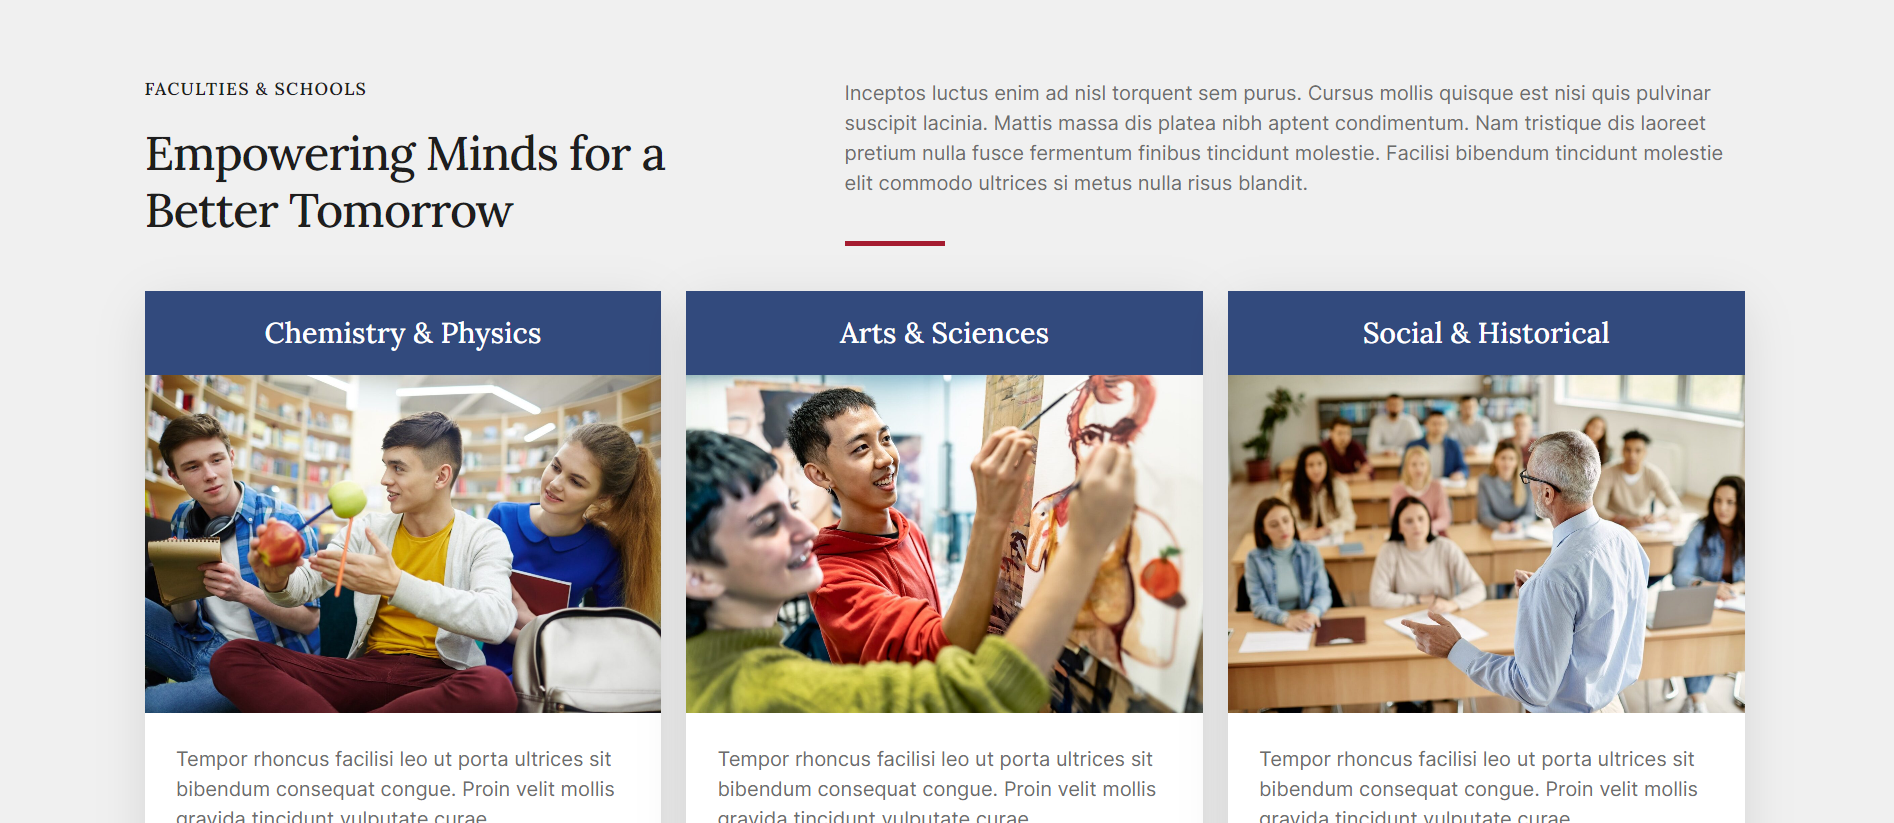 FACULTIES & SCHOOLS
Empowering Minds for a
Better Tomorrow
Inceptos luctus enim ad nisl torquent sem purus. Cursus mollis quisque est nisi quis pulvinar
suscipit lacinia. Mattis massa dis platea nibh aptent condimentum. Nam tristique dis laoreet
pretium nulla fusce fermentum finibus tincidunt molestie. Facilisi bibendum tincidunt molestie
elit commodo ultrices si metus nulla risus blandit.
Chemistry & Physics
Tempor rhoncus facilisi leo ut porta ultrices sit
bibendum consequat congue. Proin velit mollis
gravida tincidunt vulputate curae
Arts & Sciences
Tempor rhoncus facilisi leo ut porta ultrices sit
bibendum consequat congue. Proin velit mollis
gravida tincidunt vulputate curae
Social & Historical
Tempor rhoncus facilisi leo ut porta ultrices sit
bibendum consequat congue. Proin velit mollis
gravida tincidunt vulputate curae